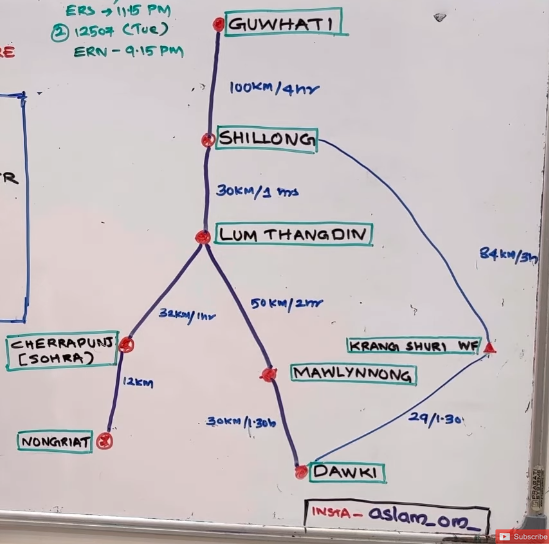 ERS → 11.15 PM
② 12507 (TUE)
ERN - 9.15 PM
RE
R
GUWHATI
100KM/4hr
SHILLONG
30KM/1
LUM THANGDIN
84KM/3h
32KM/1hr
50KM/2hr
CHERRAPUNJ
[SOHRA)
KRANG SHURI WF
MAWLYNNONG
12KM
30KM/1.30h
29/1.30
NONGRIAT
DAWKI
INSTA- aslam_om_
Subscribe